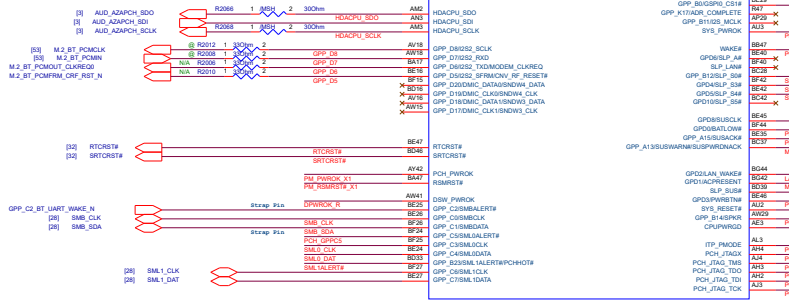 GPP_B0/GSPI0_CS1#
[3] AUD_AZAPCH_SDO R2066 1 /MSH 2 30Ohm HDACPU_SDO AM2 HDACPU_SDO GPP_K17/ADR_COMPLETE R47
[3] AUD_AZAPCH_SDI AN3 HDACPU_SDI GPP_B11/I2S_MCLK AP29
[3] AUD_AZAPCH_SCLK R2068 1 /MSH 2 30Ohm HDACPU_SCLK AM3 HDACPU_SCLK SYS_PWROK AU3
[53] M.2_BT_PCMCLK @ R2012 1 33Ohm 2 GPP_D8 AV18 GPP_D8/I2S2_SCLK WAKE# BB47
[53] M.2_BT_PCMIN @ R2008 1 33Ohm 2 GPP_D7 AW18 GPP_D7/I2S2_RXD GPD6/SLP_A# BE40
M.2_BT_PCMOUT_CLKREQ0 N/A R2006 1 33Ohm 2 GPP_D6 BA17 GPP_D6/I2S2_TXD/MODEM_CLKREQ SLP_LAN# BF40
M.2_BT_PCMFRM_CRF_RST_N N/A R2010 1 33Ohm 2 GPP_D5 BE16 GPP_D5/I2S2_SFRM/CNV_RF_RESET# GPP_B12/SLP_S0# BC28
BF15 GPP_D20/DMIC_DATA0/SNDW4_DATA GPD4/SLP_S3# BF42
BD16 GPP_D19/DMIC_CLK0/SNDW4_CLK GPD5/SLP_S4# BE42
AV16 GPP_D18/DMIC_DATA1/SNDW3_DATA GPD10/SLP_S5# BC42
AW15 GPP_D17/DMIC_CLK1/SNDW3_CLK
GPD8/SUSCLK BE45
GPD0/BATLOW# BF44
GPP_A15/SUSACK# BE35
[32] RTCRST# RTCRST# BE47 RTCRST# GPP_A13/SUSWARN#/SUSPWRDNACK BC37
[32] SRTCRST# SRTCRST# BD46 SRTCRST#
PM_PWROK_X1 AY42 PCH_PWROK GPD2/LAN_WAKE# BG44
PM_RSMRST#_X1 BA47 RSMRST# GPD1/ACPRESENT BG42
SLP_SUS# BD39
DPWROK_R AW41 DSW_PWROK GPD3/PWRBTN# BE46
GPP_C2_BT_UART_WAKE_N Strap Pin BE25 GPP_C2/SMBALERT# SYS_RESET# AU2
[28] SMB_CLK SMB_CLK BE26 GPP_C0/SMBCLK GPP_B14/SPKR AW29
[28] SMB_SDA SMB_SDA BF26 GPP_C1/SMBDATA CPUPWRGD AE3
Strap Pin PCH_GPPC5 BF24 GPP_C5/SML0ALERT#
SML0_CLK BF25 GPP_C3/SML0CLK ITP_PMODE AL3
SML0_DAT BE24 GPP_C4/SML0DATA PCH_JTAGX AH4
SML1ALERT# BD33 GPP_B23/SML1ALERT#/PCHHOT# PCH_JTAG_TMS AJ4
[28] SML1_CLK BF27 GPP_C6/SML1CLK PCH_JTAG_TDO AH3
[28] SML1_DAT BE27 GPP_C7/SML1DATA PCH_JTAG_TDI AH2
PCH_JTAG_TCK AJ3